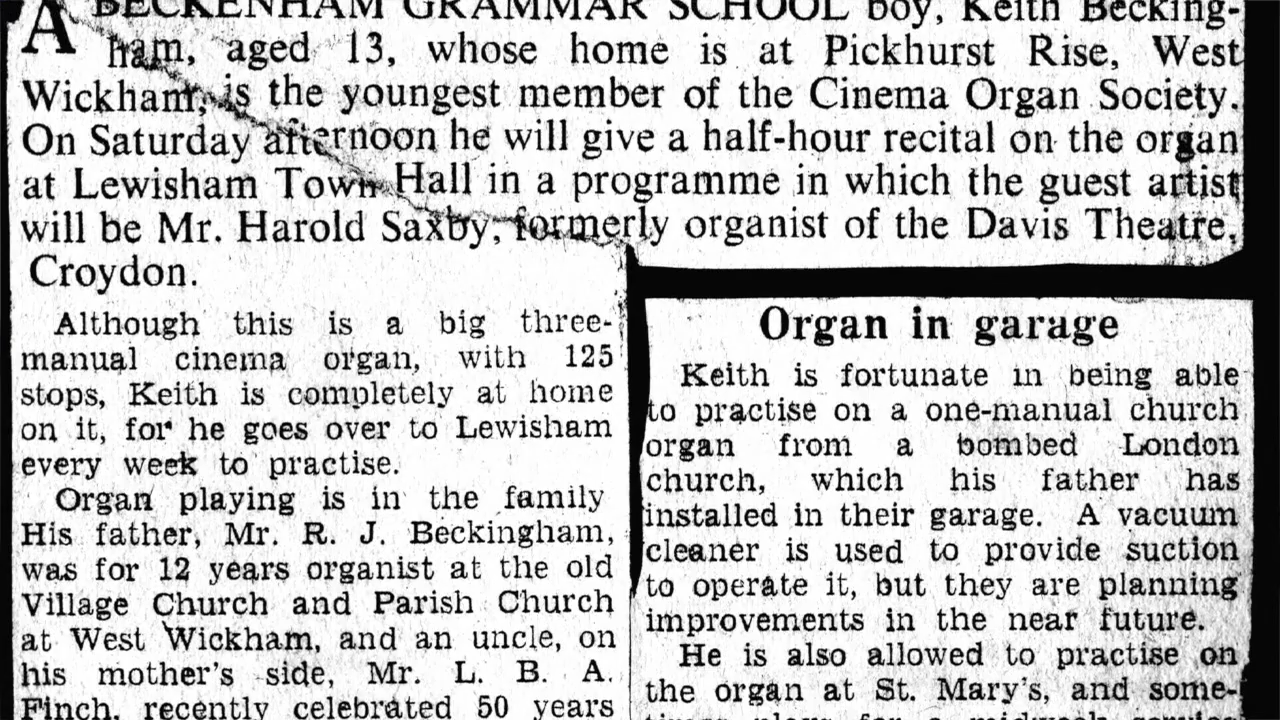 A BECKENHAM GRAMMAR SCHOOL boy, Keith Becking-
ham, aged 13, whose home is at Pickhurst Rise, West
Wickham, is the youngest member of the Cinema Organ Society.
On Saturday afternoon he will give a half-hour recital on the organ
at Lewisham Town Hall in a programme in which the guest artist
will be Mr. Harold Saxby, formerly organist of the Davis Theatre,
Croydon.
Although this is a big three-
manual cinema organ, with 125
stops, Keith is completely at home
on it, for he goes over to Lewisham
every week to practise.
Organ playing is in the family
His father, Mr. R. J. Beckingham,
was for 12 years organist at the old
Village Church and Parish Church
at West Wickham, and an uncle, on
his mother's side, Mr. L. B. A.
Finch, recently celebrated 50 years
Organ in garage
Keith is fortunate in being able
to practise on a one-manual church
organ from a bombed London
church, which his father has
installed in their garage. A vacuum
cleaner is used to provide suction
to operate it, but they are planning
improvements in the near future.
He is also allowed to practise on
the organ at St. Mary's, and some-
times plays for a midweek service